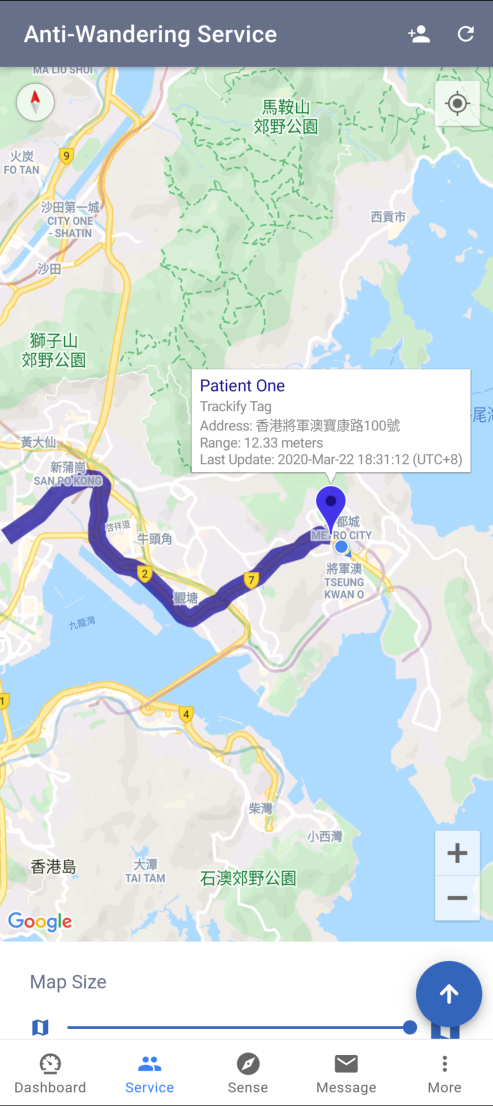 Anti-Wandering Service
MA LIU SHUI
馬鞍山
郊野公園
火炭
FO TAN
9
沙田第一城
CITY ONE
- SHATIN
西貢市
沙田
獅子山
郊野公園
Patient One
Trackify Tag
Address: 香港將軍澳寶康路100號
Range: 12.33 meters
Last Update: 2020-Mar-22 18:31:12 (UTC+8)
尾洲
黃大仙
新蒲崗
SAN PO KONG
啓祥道
牛頭角
都城
METRO CITY
將軍澳
TSEUNG
KWAN O
2
7
觀塘
九龍灣
1
4
柴灣
小西灣
香港島
大潭
TAI TAM
石澳郊野公園
Google
+
−
Map Size
Dashboard
Service
Sense
Message
More